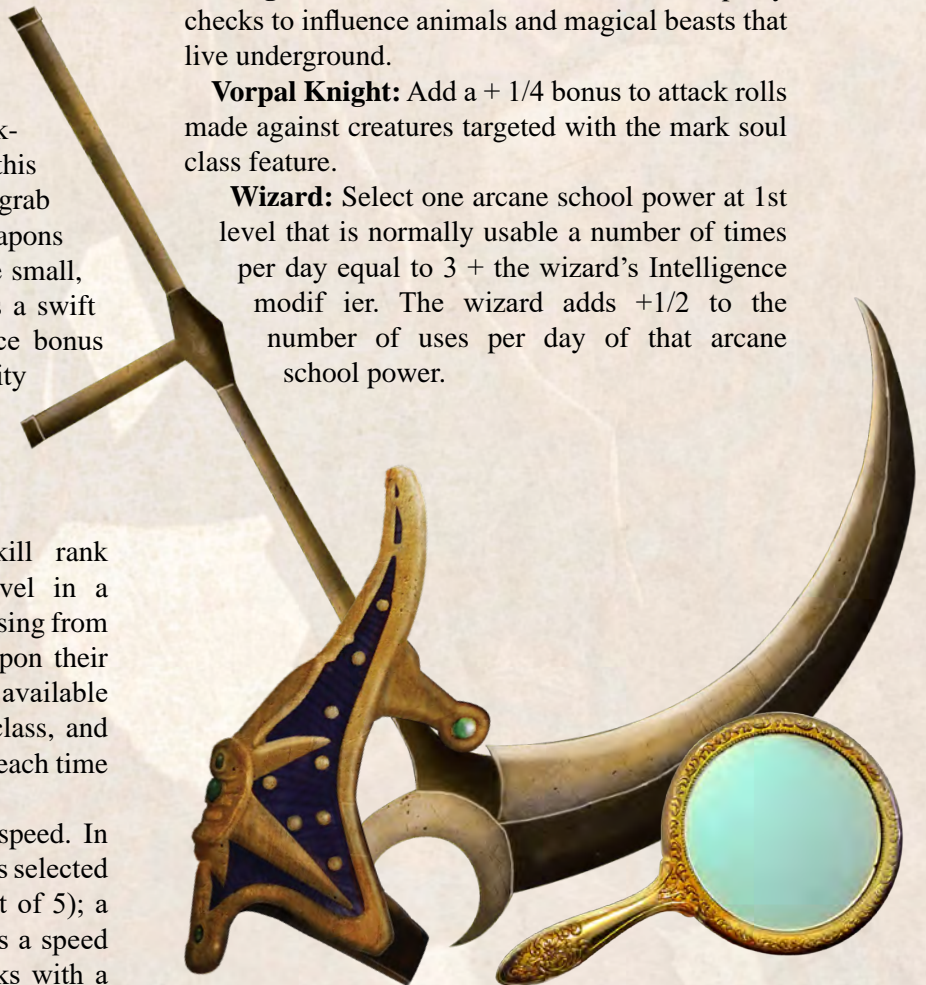 k-
this
grab
apons
small,
s a swift
ce bonus
ity
kill rank
vel in a
sing from
pon their
available
class, and
each time
speed. In
s selected
t of 5); a
s a speed
ks with a
checks to influence animals and magical beasts that
live underground.
Vorpal Knight: Add a + 1/4 bonus to attack rolls
made against creatures targeted with the mark soul
class feature.
Wizard: Select one arcane school power at 1st
level that is normally usable a number of times
per day equal to 3 + the wizard's Intelligence
modif ier. The wizard adds +1/2 to the
number of uses per day of that arcane
school power.